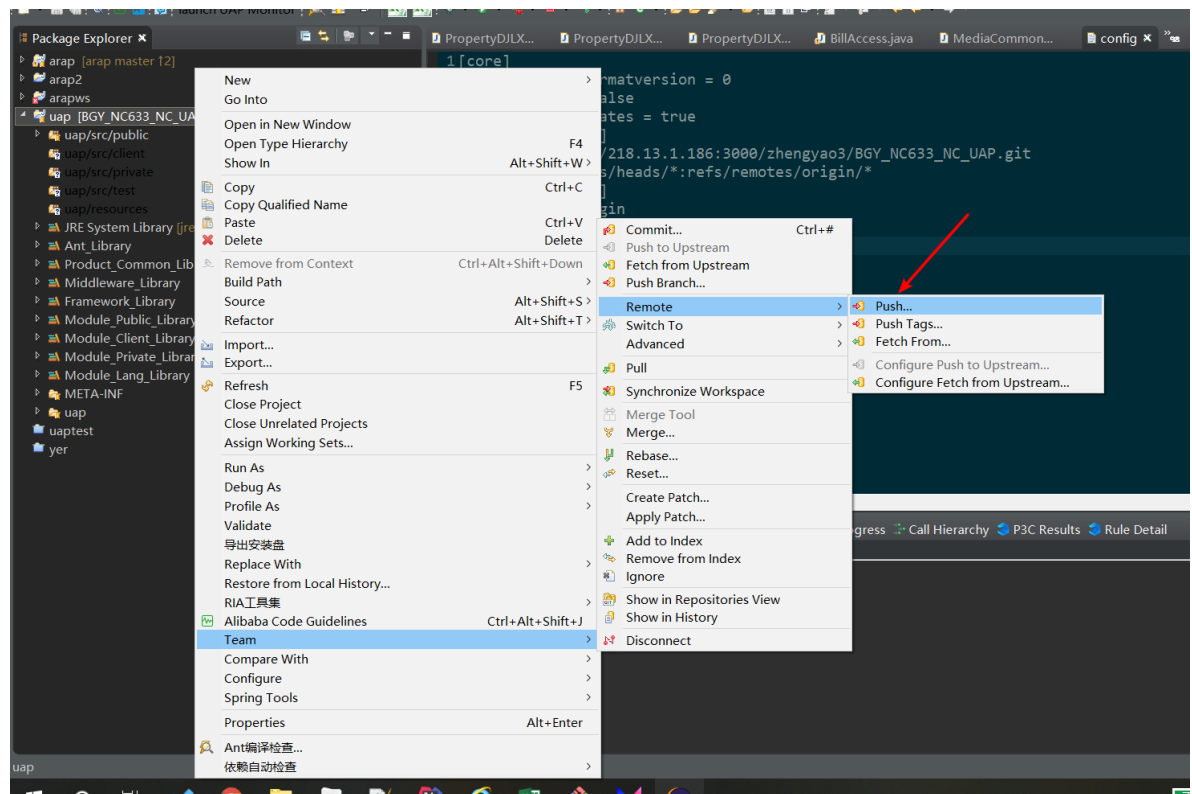 launch UAP Monitor
Package Explorer
PropertyDJLX...
PropertyDJLX...
PropertyDJLX...
BillAccess.java
MediaCommon...
config
arap [arap master ↑2]
arap2
arapws
uap [BGY_NC633_NC_UA
uap/src/public
uap/src/client
uap/src/private
uap/src/test
uap/resources
JRE System Library [jre
Ant_Library
Product_Common_Lib
Middleware_Library
Framework_Library
Module_Public_Library
Module_Client_Library
Module_Private_Librar
Module_Lang_Library
META-INF
uap
uaptest
yer
1 [core]
rmatversion = 0
alse
ates = true
]
/218.13.1.186:3000/zhengyao3/BGY_NC633_NC_UAP.git
s/heads/*:refs/remotes/origin/*
]
gin
New
Go Into
Open in New Window
Open Type Hierarchy F4
Show In Alt+Shift+W
Copy Ctrl+C
Copy Qualified Name
Paste Ctrl+V
Delete Delete
Remove from Context Ctrl+Alt+Shift+Down
Build Path
Source Alt+Shift+S
Refactor Alt+Shift+T
Import...
Export...
Refresh F5
Close Project
Close Unrelated Projects
Assign Working Sets...
Run As
Debug As
Profile As
Validate
导出安装盘
Replace With
Restore from Local History...
RIA工具集
Alibaba Code Guidelines Ctrl+Alt+Shift+J
Team
Compare With
Configure
Spring Tools
Properties Alt+Enter
Ant编译检查...
依赖自动检查
Commit... Ctrl+#
Push to Upstream
Fetch from Upstream
Push Branch...
Remote
Switch To
Advanced
Pull
Synchronize Workspace
Merge Tool
Merge...
Rebase...
Reset...
Create Patch...
Apply Patch...
Add to Index
Remove from Index
Ignore
Show in Repositories View
Show in History
Disconnect
Push...
Push Tags...
Fetch From...
Configure Push to Upstream...
Configure Fetch from Upstream...
gress
Call Hierarchy
P3C Results
Rule Detail
uap